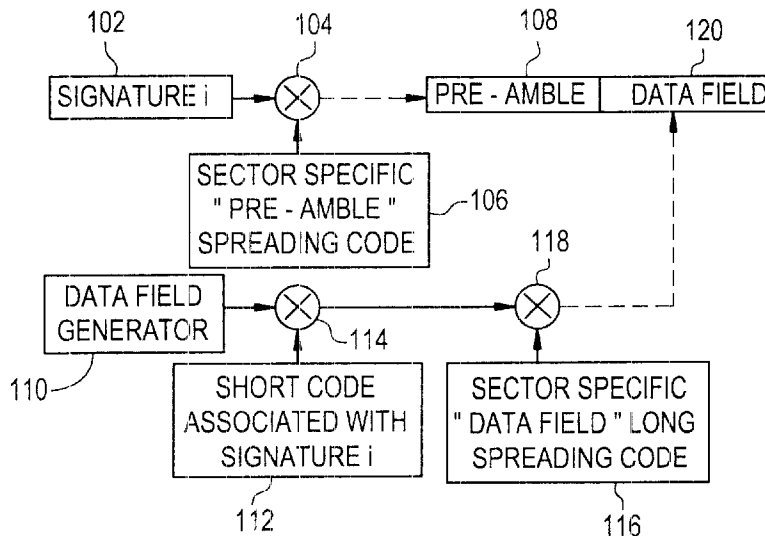 102
104
108
120
SIGNATURE i
PRE - AMBLE
DATA FIELD
SECTOR SPECIFIC
" PRE - AMBLE "
SPREADING CODE
106
118
DATA FIELD
GENERATOR
114
110
SHORT CODE
ASSOCIATED WITH
SIGNATURE i
SECTOR SPECIFIC
" DATA FIELD " LONG
SPREADING CODE
112
116